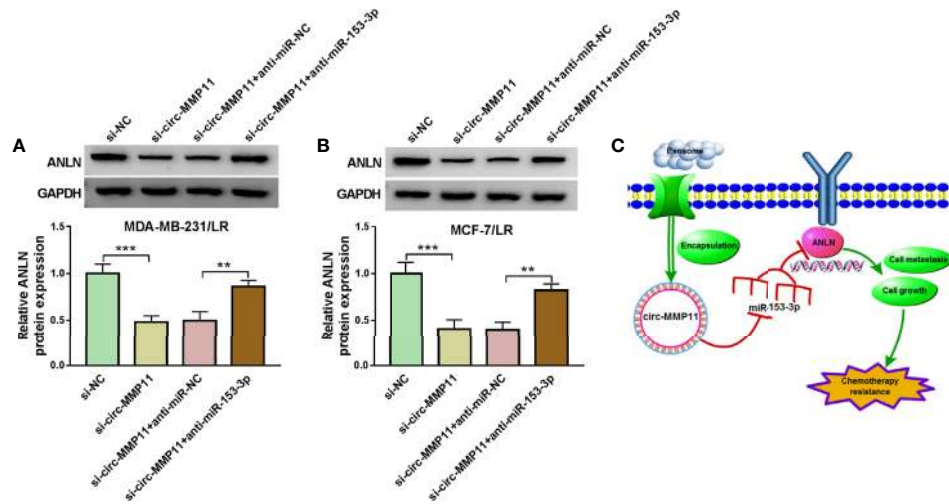 A
si-NC
si-circ-MMP11
si-circ-MMP11+anti-miR-NC
si-circ-MMP11+anti-miR-153-3p
ANLN
GAPDH
MDA-MB-231/LR
Relative ANLN
protein expression
1.5
1.0
0.5
0.0
***
**
si-NC
si-circ-MMP11
si-circ-MMP11+anti-miR-NC
si-circ-MMP11+anti-miR-153-3p
B
si-NC
si-circ-MMP11
si-circ-MMP11+anti-miR-NC
si-circ-MMP11+anti-miR-153-3p
ANLN
GAPDH
MCF-7/LR
Relative ANLN
protein expression
1.5
1.0
0.5
0.0
***
**
si-NC
si-circ-MMP11
si-circ-MMP11+anti-miR-NC
si-circ-MMP11+anti-miR-153-3p
C
Exosome
Encapsulation
circ-MMP11
miR-153-3p
ANLN
Cell metastasis
Cell growth
Chemotherapy
resistance